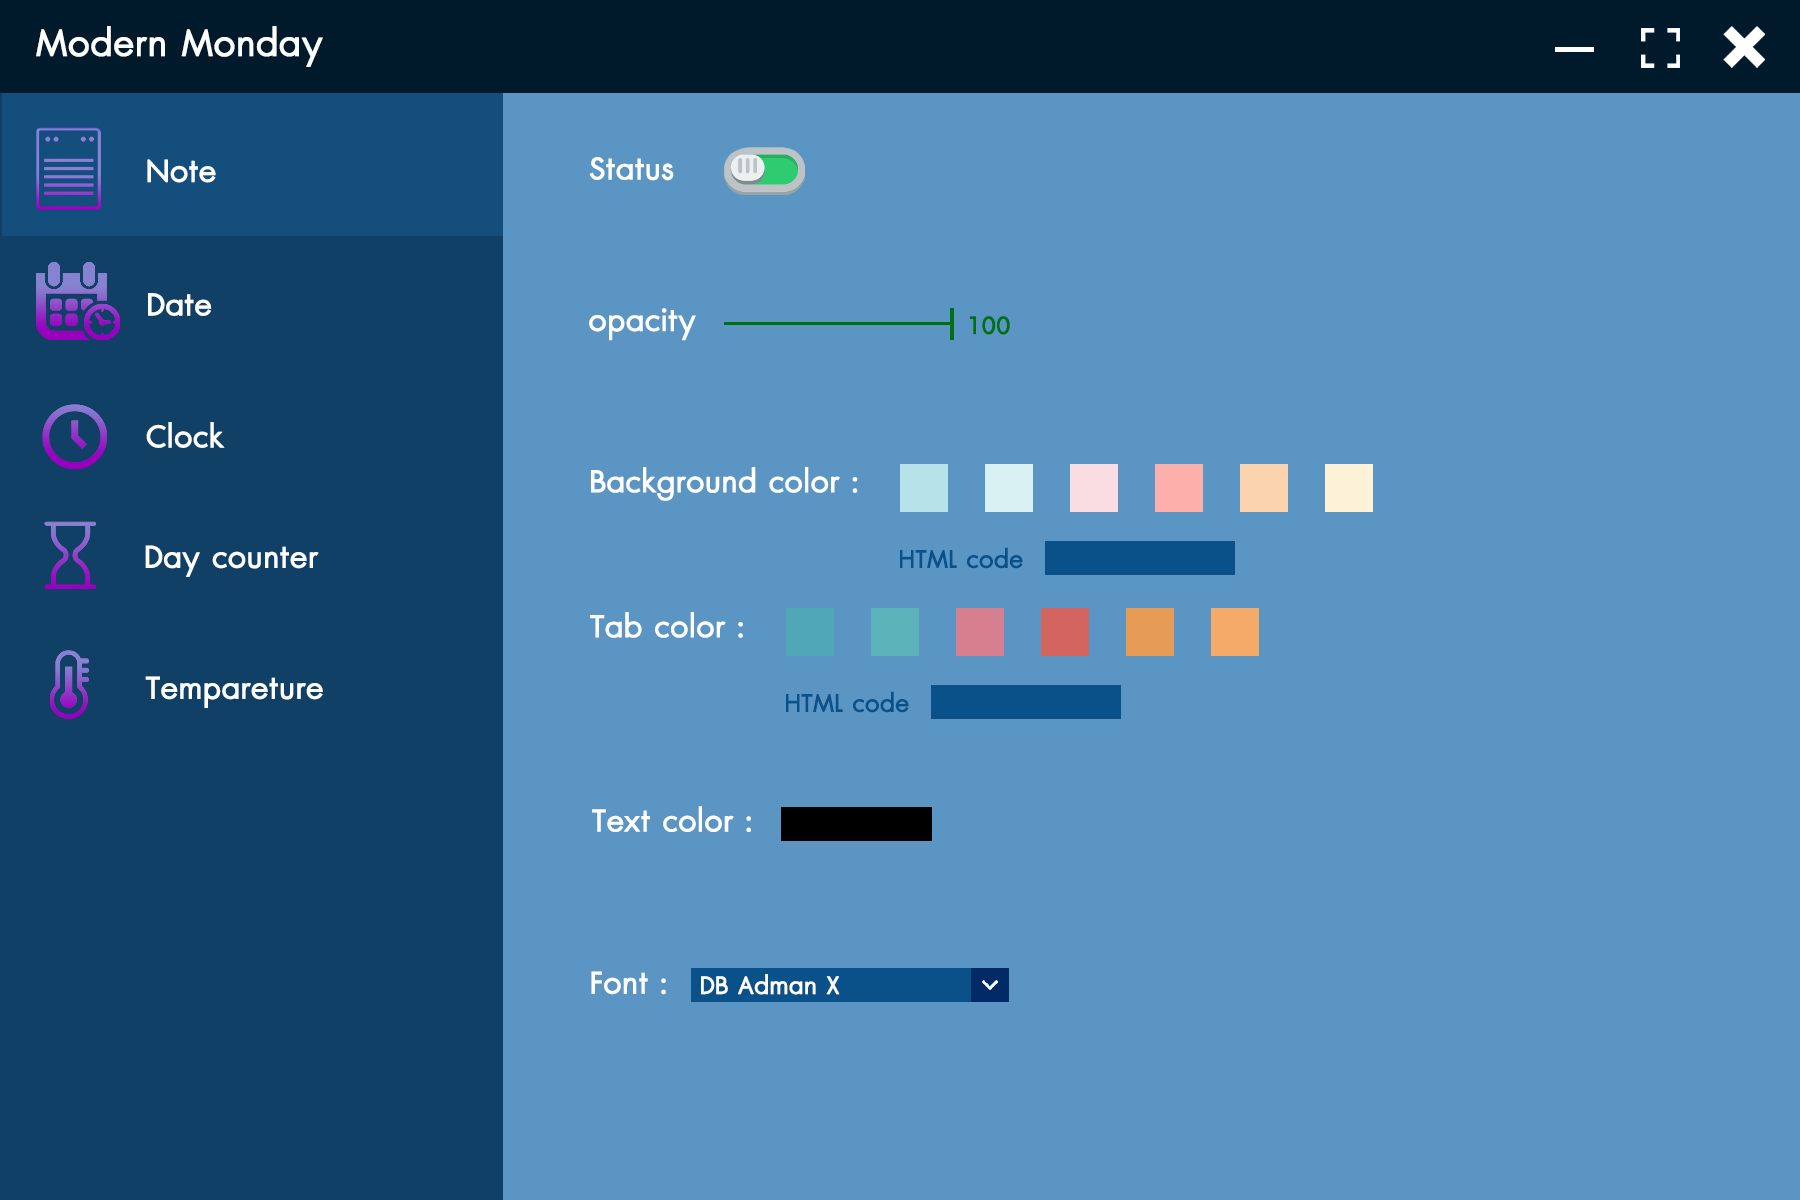 Modern Monday
Note
Date
Clock
Day counter
Tempareture
Status
opacity 100
Background color :
HTML code
Tab color :
HTML code
Text color :
Font : DB Adman X